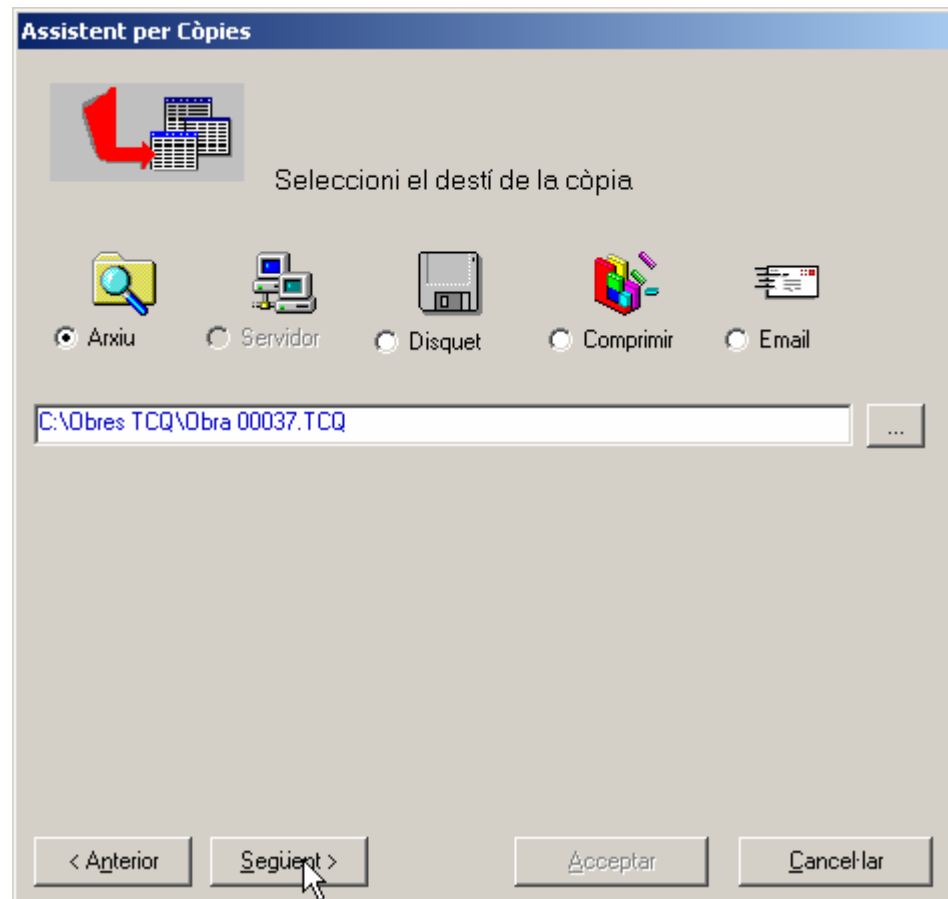 Assistent per Còpies
Seleccioni el destí de la còpia
Arxiu Servidor Disquet Comprimir Email
C:\Obres TCQ\Obra 00037.TCQ ...
< Anterior Següent > Acceptar Cancel·lar